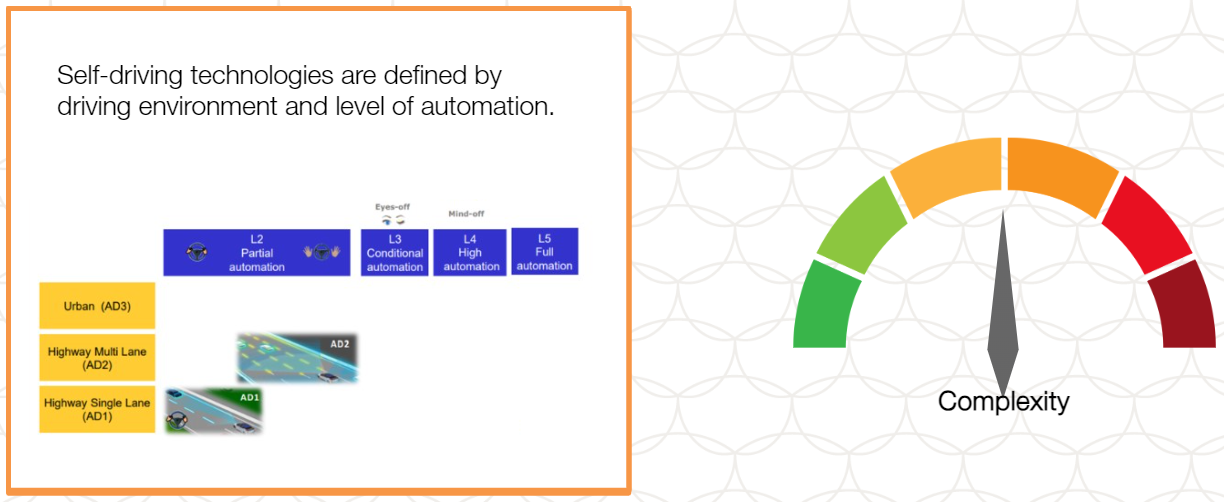 Self-driving technologies are defined by
driving environment and level of automation.
Eyes-off
Mind-off
L2
Partial
automation
L3
Conditional
automation
L4
High
automation
L5
Full
automation
Urban (AD3)
Highway Multi Lane
(AD2)
AD2
Highway Single Lane
(AD1)
AD1
Complexity